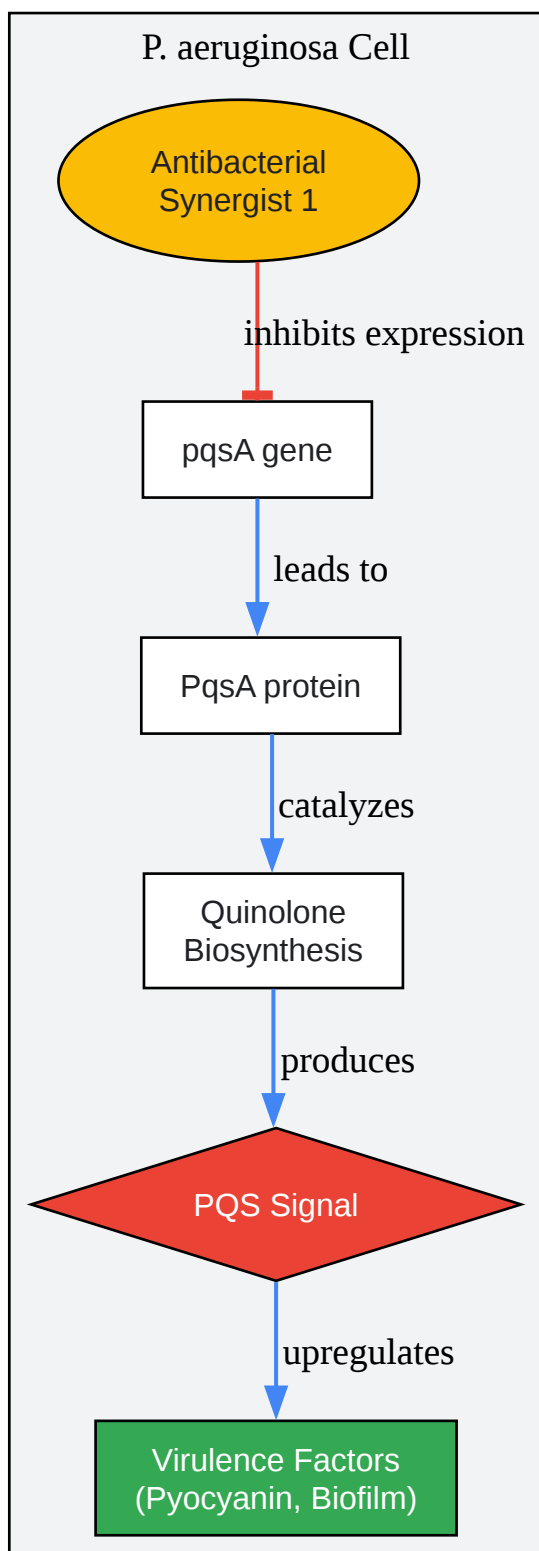 P. aeruginosa Cell
Antibacterial
Synergist 1
inhibits expression
pqsA gene
leads to
PqsA protein
catalyzes
Quinolone
Biosynthesis
produces
PQS Signal
upregulates
Virulence Factors
(Pyocyanin, Biofilm)